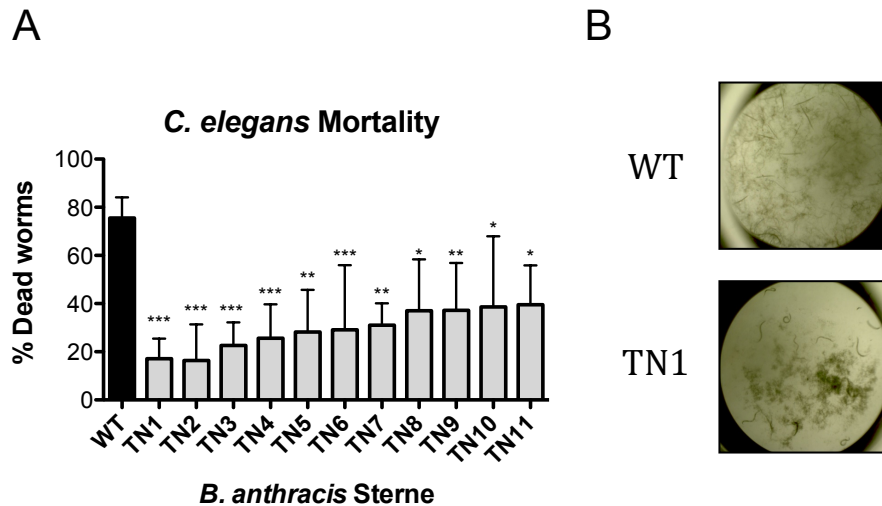 A
B
C. elegans Mortality
% Dead worms
100
80
60
40
20
0
***
***
***
***
**
***
**
*
**
*
*
WT
TN1
TN2
TN3
TN4
TN5
TN6
TN7
TN8
TN9
TN10
TN11
B. anthracis Sterne
WT
TN1